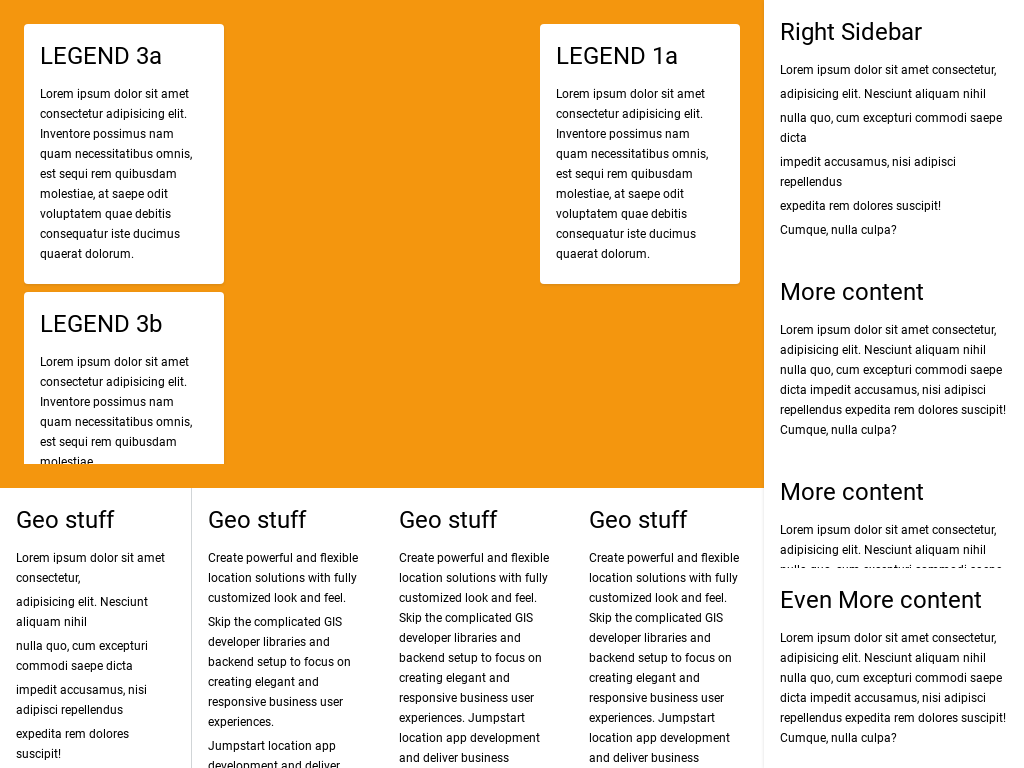 LEGEND 3a
Lorem ipsum dolor sit amet
consectetur adipisicing elit.
Inventore possimus nam
quam necessitatibus omnis,
est sequi rem quibusdam
molestiae, at saepe odit
voluptatem quae debitis
consequatur iste ducimus
quaerat dolorum.
LEGEND 3b
Lorem ipsum dolor sit amet
consectetur adipisicing elit.
Inventore possimus nam
quam necessitatibus omnis,
est sequi rem quibusdam
molestiae
LEGEND 1a
Lorem ipsum dolor sit amet
consectetur adipisicing elit.
Inventore possimus nam
quam necessitatibus omnis,
est sequi rem quibusdam
molestiae, at saepe odit
voluptatem quae debitis
consequatur iste ducimus
quaerat dolorum.
Geo stuff
Lorem ipsum dolor sit amet
consectetur,
adipisicing elit. Nesciunt
aliquam nihil
nulla quo, cum excepturi
commodi saepe dicta
impedit accusamus, nisi
adipisci repellendus
expedita rem dolores
suscipit!
Geo stuff
Create powerful and flexible
location solutions with fully
customized look and feel.
Skip the complicated GIS
developer libraries and
backend setup to focus on
creating elegant and
responsive business user
experiences.
Jumpstart location app
development and deliver
Geo stuff
Create powerful and flexible
location solutions with fully
customized look and feel.
Skip the complicated GIS
developer libraries and
backend setup to focus on
creating elegant and
responsive business user
experiences. Jumpstart
location app development
and deliver business
Geo stuff
Create powerful and flexible
location solutions with fully
customized look and feel.
Skip the complicated GIS
developer libraries and
backend setup to focus on
creating elegant and
responsive business user
experiences. Jumpstart
location app development
and deliver business
Right Sidebar
Lorem ipsum dolor sit amet consectetur,
adipisicing elit. Nesciunt aliquam nihil
nulla quo, cum excepturi commodi saepe
dicta
impedit accusamus, nisi adipisci
repellendus
expedita rem dolores suscipit!
Cumque, nulla culpa?
More content
Lorem ipsum dolor sit amet consectetur,
adipisicing elit. Nesciunt aliquam nihil
nulla quo, cum excepturi commodi saepe
dicta impedit accusamus, nisi adipisci
repellendus expedita rem dolores suscipit!
Cumque, nulla culpa?
More content
Lorem ipsum dolor sit amet consectetur,
adipisicing elit. Nesciunt aliquam nihil
Even More content
Lorem ipsum dolor sit amet consectetur,
adipisicing elit. Nesciunt aliquam nihil
nulla quo, cum excepturi commodi saepe
dicta impedit accusamus, nisi adipisci
repellendus expedita rem dolores suscipit!
Cumque, nulla culpa?